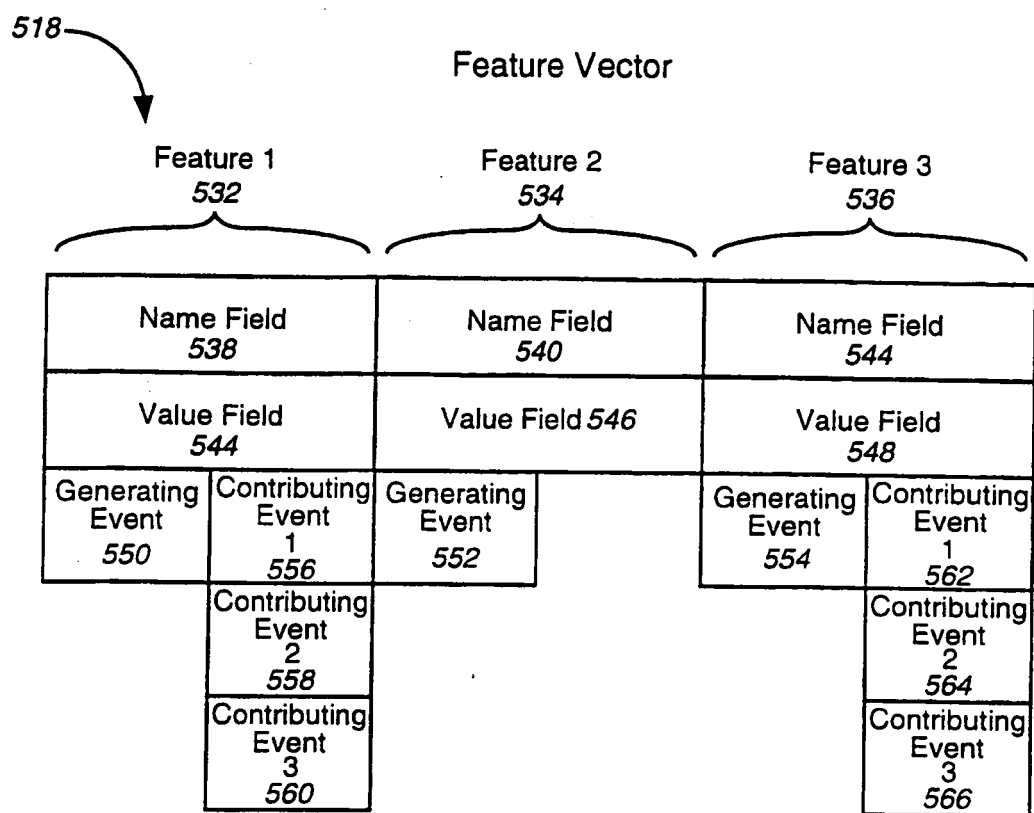 518
Feature Vector
Feature 1
532
Feature 2
534
Feature 3
536
Name Field
538
Name Field
540
Name Field
544
Value Field
544
Value Field 546
Value Field
548
Generating
Event
550
Contributing
Event
1
556
Generating
Event
552
Generating
Event
554
Contributing
Event
1
562
Contributing
Event
2
558
Contributing
Event
2
564
Contributing
Event
3
560
Contributing
Event
3
566